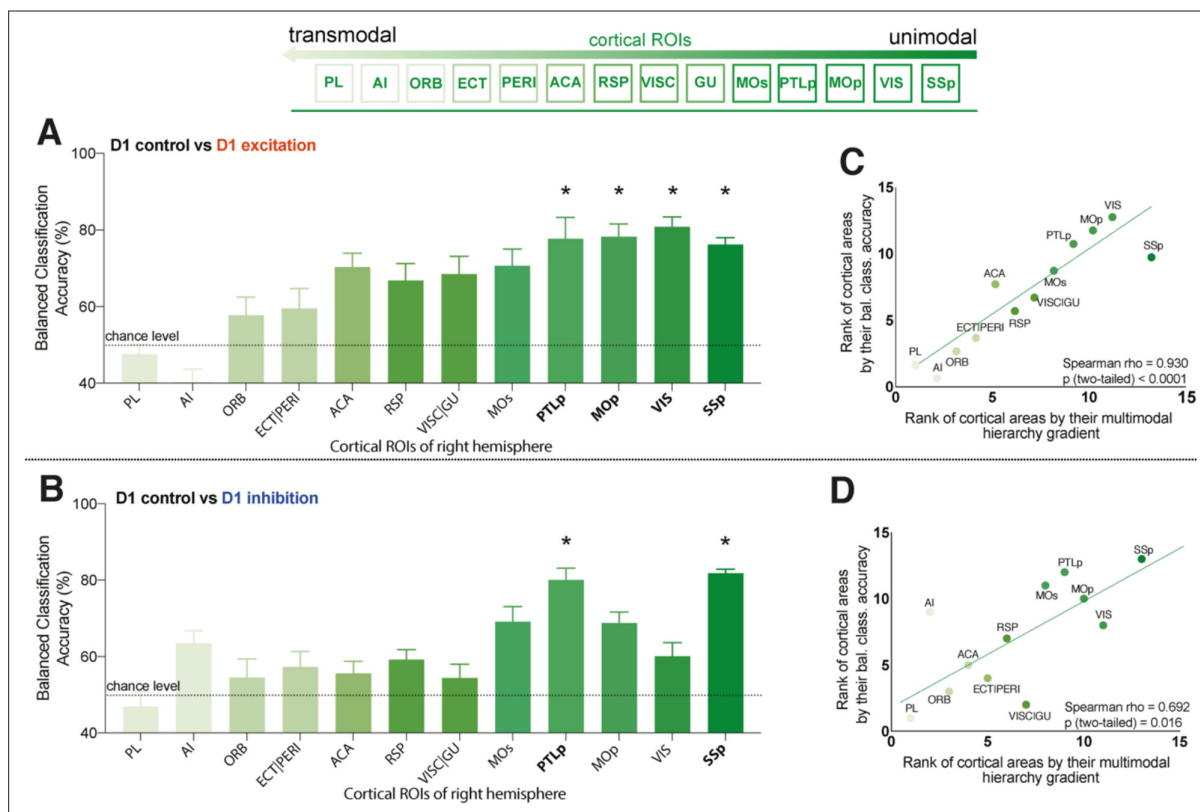 transmodal
cortical ROIs
unimodal
PL AI ORB ECT PERI ACA RSP VISC GU MOs PTLp MOp VIS SSp
A
D1 control vs D1 excitation
Balanced Classification
Accuracy (%)
100
80
60
40
chance level
* * * *
PL AI ORB ECT|PERI ACA RSP VISC|GU MOs PTLp MOp VIS SSp
Cortical ROIs of right hemisphere
C
Rank of cortical areas
by their bal. class. accuracy
15
10
5
0
VIS
MOp
PTLp
SSp
ACA
MOs
VISC|GU
RSP
ECT|PERI
PL
ORB
AI
Spearman rho = 0.930
p (two-tailed) < 0.0001
5 10 15
Rank of cortical areas by their multimodal
hierarchy gradient
B
D1 control vs D1 inhibition
Balanced Classification
Accuracy (%)
100
80
60
40
chance level
* *
PL AI ORB ECT|PERI ACA RSP VISC|GU MOs PTLp MOp VIS SSp
Cortical ROIs of right hemisphere
D
Rank of cortical areas
by their bal. class. accuracy
15
10
5
0
SSp
PTLp
MOs
MOp
AI
VIS
RSP
ACA
ECT|PERI
ORB
VISC|GU
PL
Spearman rho = 0.692
p (two-tailed) = 0.016
5 10 15
Rank of cortical areas by their multimodal
hierarchy gradient